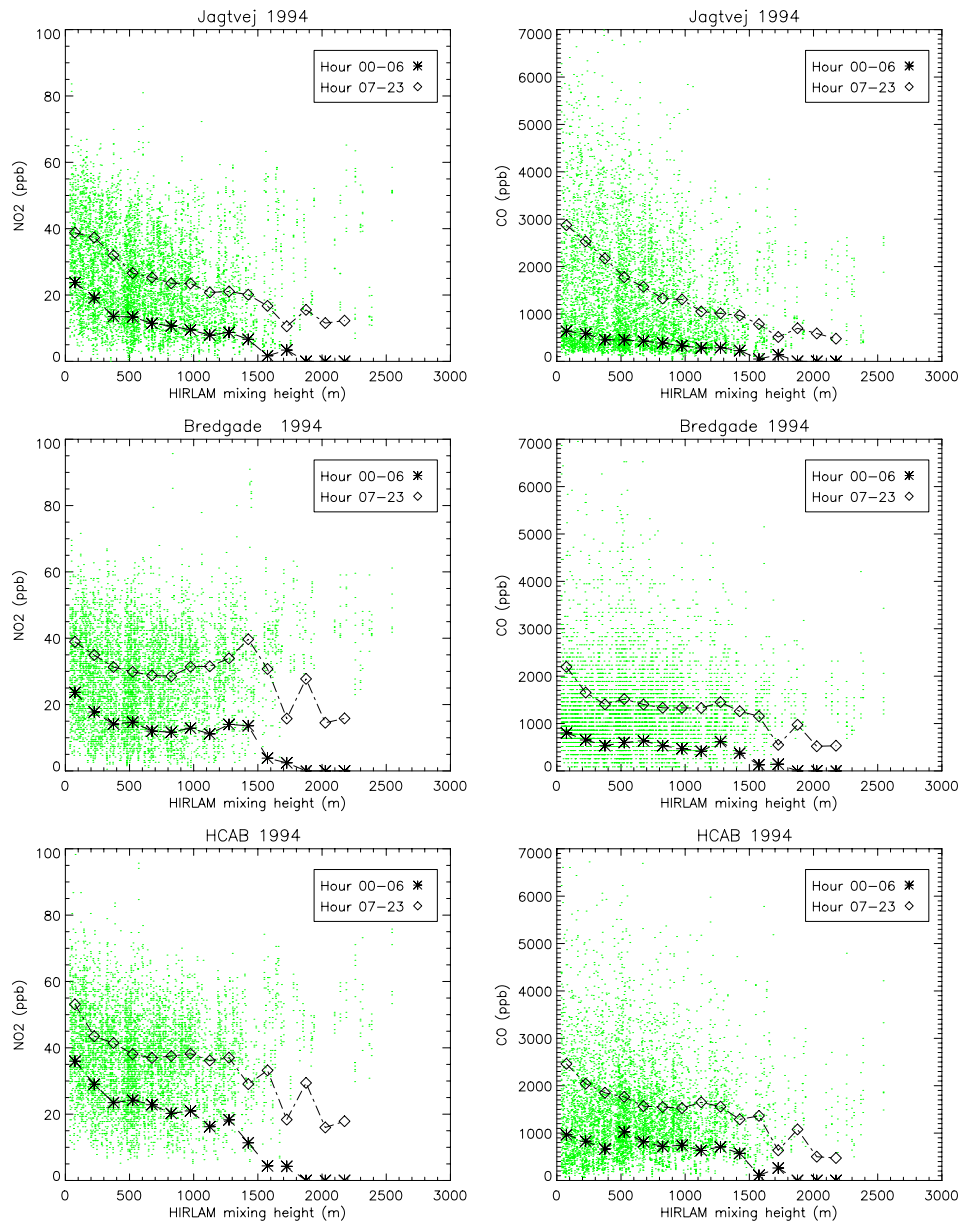 Jagtvej 1994
NO2 (ppb)
100
80
60
40
20
0
Hour 00-06
Hour 07-23
0 500 1000 1500 2000 2500 3000
HIRLAM mixing height (m)
Jagtvej 1994
CO (ppb)
7000
6000
5000
4000
3000
2000
1000
0
Hour 00-06
Hour 07-23
0 500 1000 1500 2000 2500 3000
HIRLAM mixing height (m)
Bredgade 1994
NO2 (ppb)
100
80
60
40
20
0
Hour 00-06
Hour 07-23
0 500 1000 1500 2000 2500 3000
HIRLAM mixing height (m)
Bredgade 1994
CO (ppb)
7000
6000
5000
4000
3000
2000
1000
0
Hour 00-06
Hour 07-23
0 500 1000 1500 2000 2500 3000
HIRLAM mixing height (m)
HCAB 1994
NO2 (ppb)
100
80
60
40
20
0
Hour 00-06
Hour 07-23
0 500 1000 1500 2000 2500 3000
HIRLAM mixing height (m)
HCAB 1994
CO (ppb)
7000
6000
5000
4000
3000
2000
1000
0
Hour 00-06
Hour 07-23
0 500 1000 1500 2000 2500 3000
HIRLAM mixing height (m)